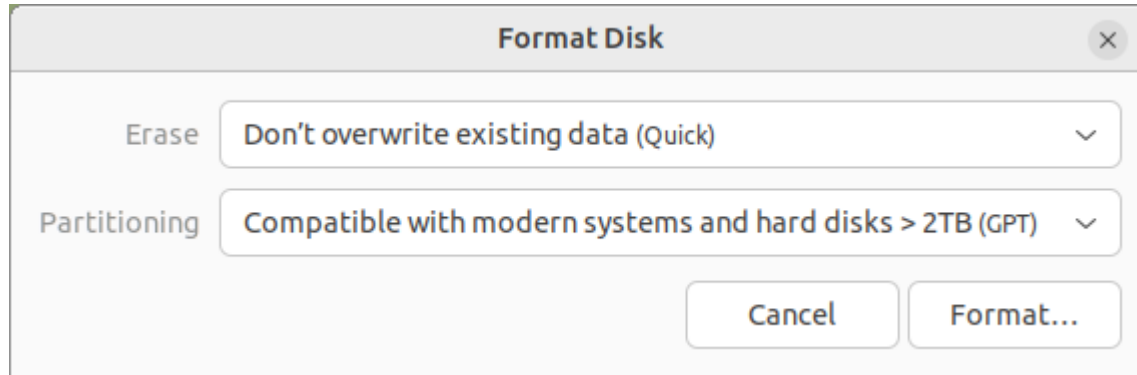 Format Disk
Erase Don’t overwrite existing data (Quick)
Partitioning Compatible with modern systems and hard disks > 2TB (GPT)
Cancel Format…